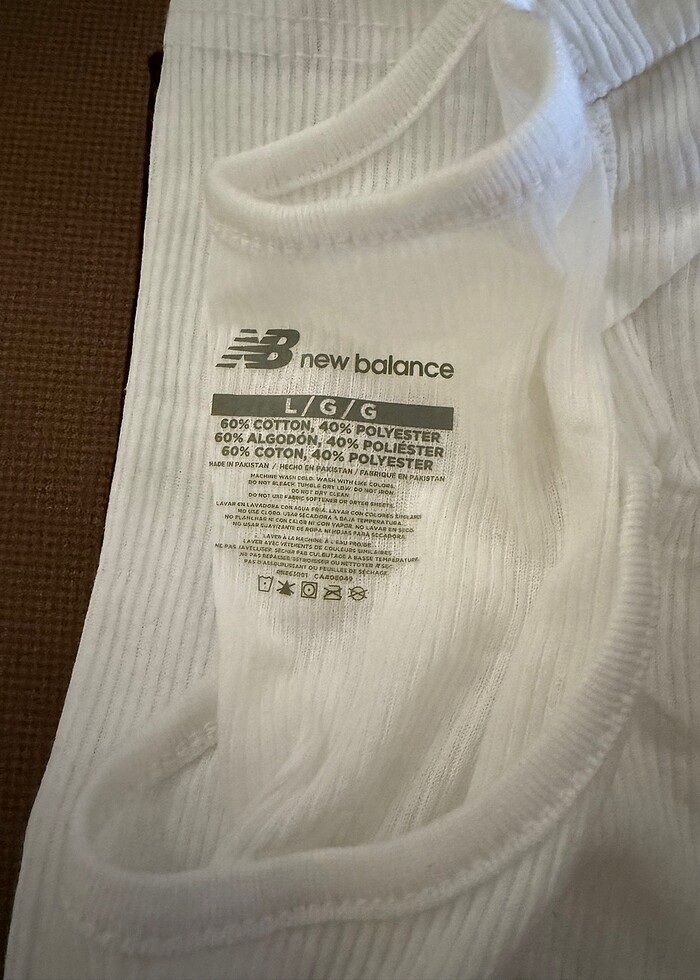 NB new balance
L/G/G
60% COTTON, 40% POLYESTER
60% ALGODÓN, 40% POLIÉSTER
60% COTON, 40% POLYESTER
MADE IN PAKISTAN / HECHO EN PAKISTAN / FABRIQUE EN PAKISTAN
MACHINE WASH COLD. WASH WITH LIKE COLORS.
DO NOT BLEACH. TUMBLE DRY LOW. DO NOT IRON.
DO NOT DRY CLEAN.
DO NOT USE FABRIC SOFTENER OR DRYER SHEETS.
LAVAR EN LAVADORA CON AGUA FRIA. LAVAR CON COLORES SIMILARES
NO USE CLORO. USAR SECADORA A BAJA TEMPERATURA.
NO PLANCHAR NI CON CALOR NI CON VAPOR. NO LAVAR EN SECO.
NO USAR SUAVIZANTE DE ROPA NI HOJAS PARA SECADORA.
LAVER À LA MACHINE À L'EAU FROIDE.
LAVER AVEC VÊTEMENTS DE COULEURS SIMILAIRES.
NE PAS JAVELLISER. SÉCHER PAR CULBUTAGE À BASSE TEMPÉRATURE.
NE PAS REPASSER/DÉFROISSER OU NETTOYER À SEC.
PAS D'ASSOUPLISSANT OU FEUILLES DE SÉCHAGE.